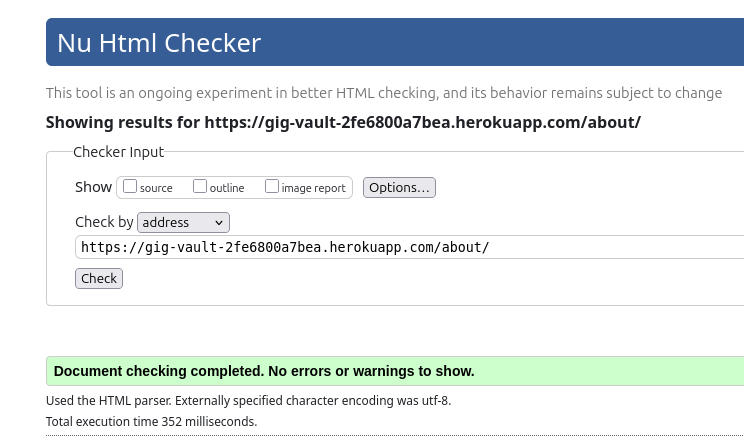 Nu Html Checker
This tool is an ongoing experiment in better HTML checking, and its behavior remains subject to change
Showing results for https://gig-vault-2fe6800a7bea.herokuapp.com/about/
Checker Input
Show source outline image report Options...
Check by address
https://gig-vault-2fe6800a7bea.herokuapp.com/about/
Check
Document checking completed. No errors or warnings to show.
Used the HTML parser. Externally specified character encoding was utf-8.
Total execution time 352 milliseconds.